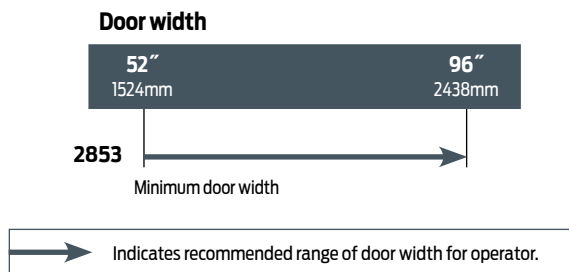 Door width
52″ 96″
1524mm 2438mm
2853
Minimum door width
Indicates recommended range of door width for operator.